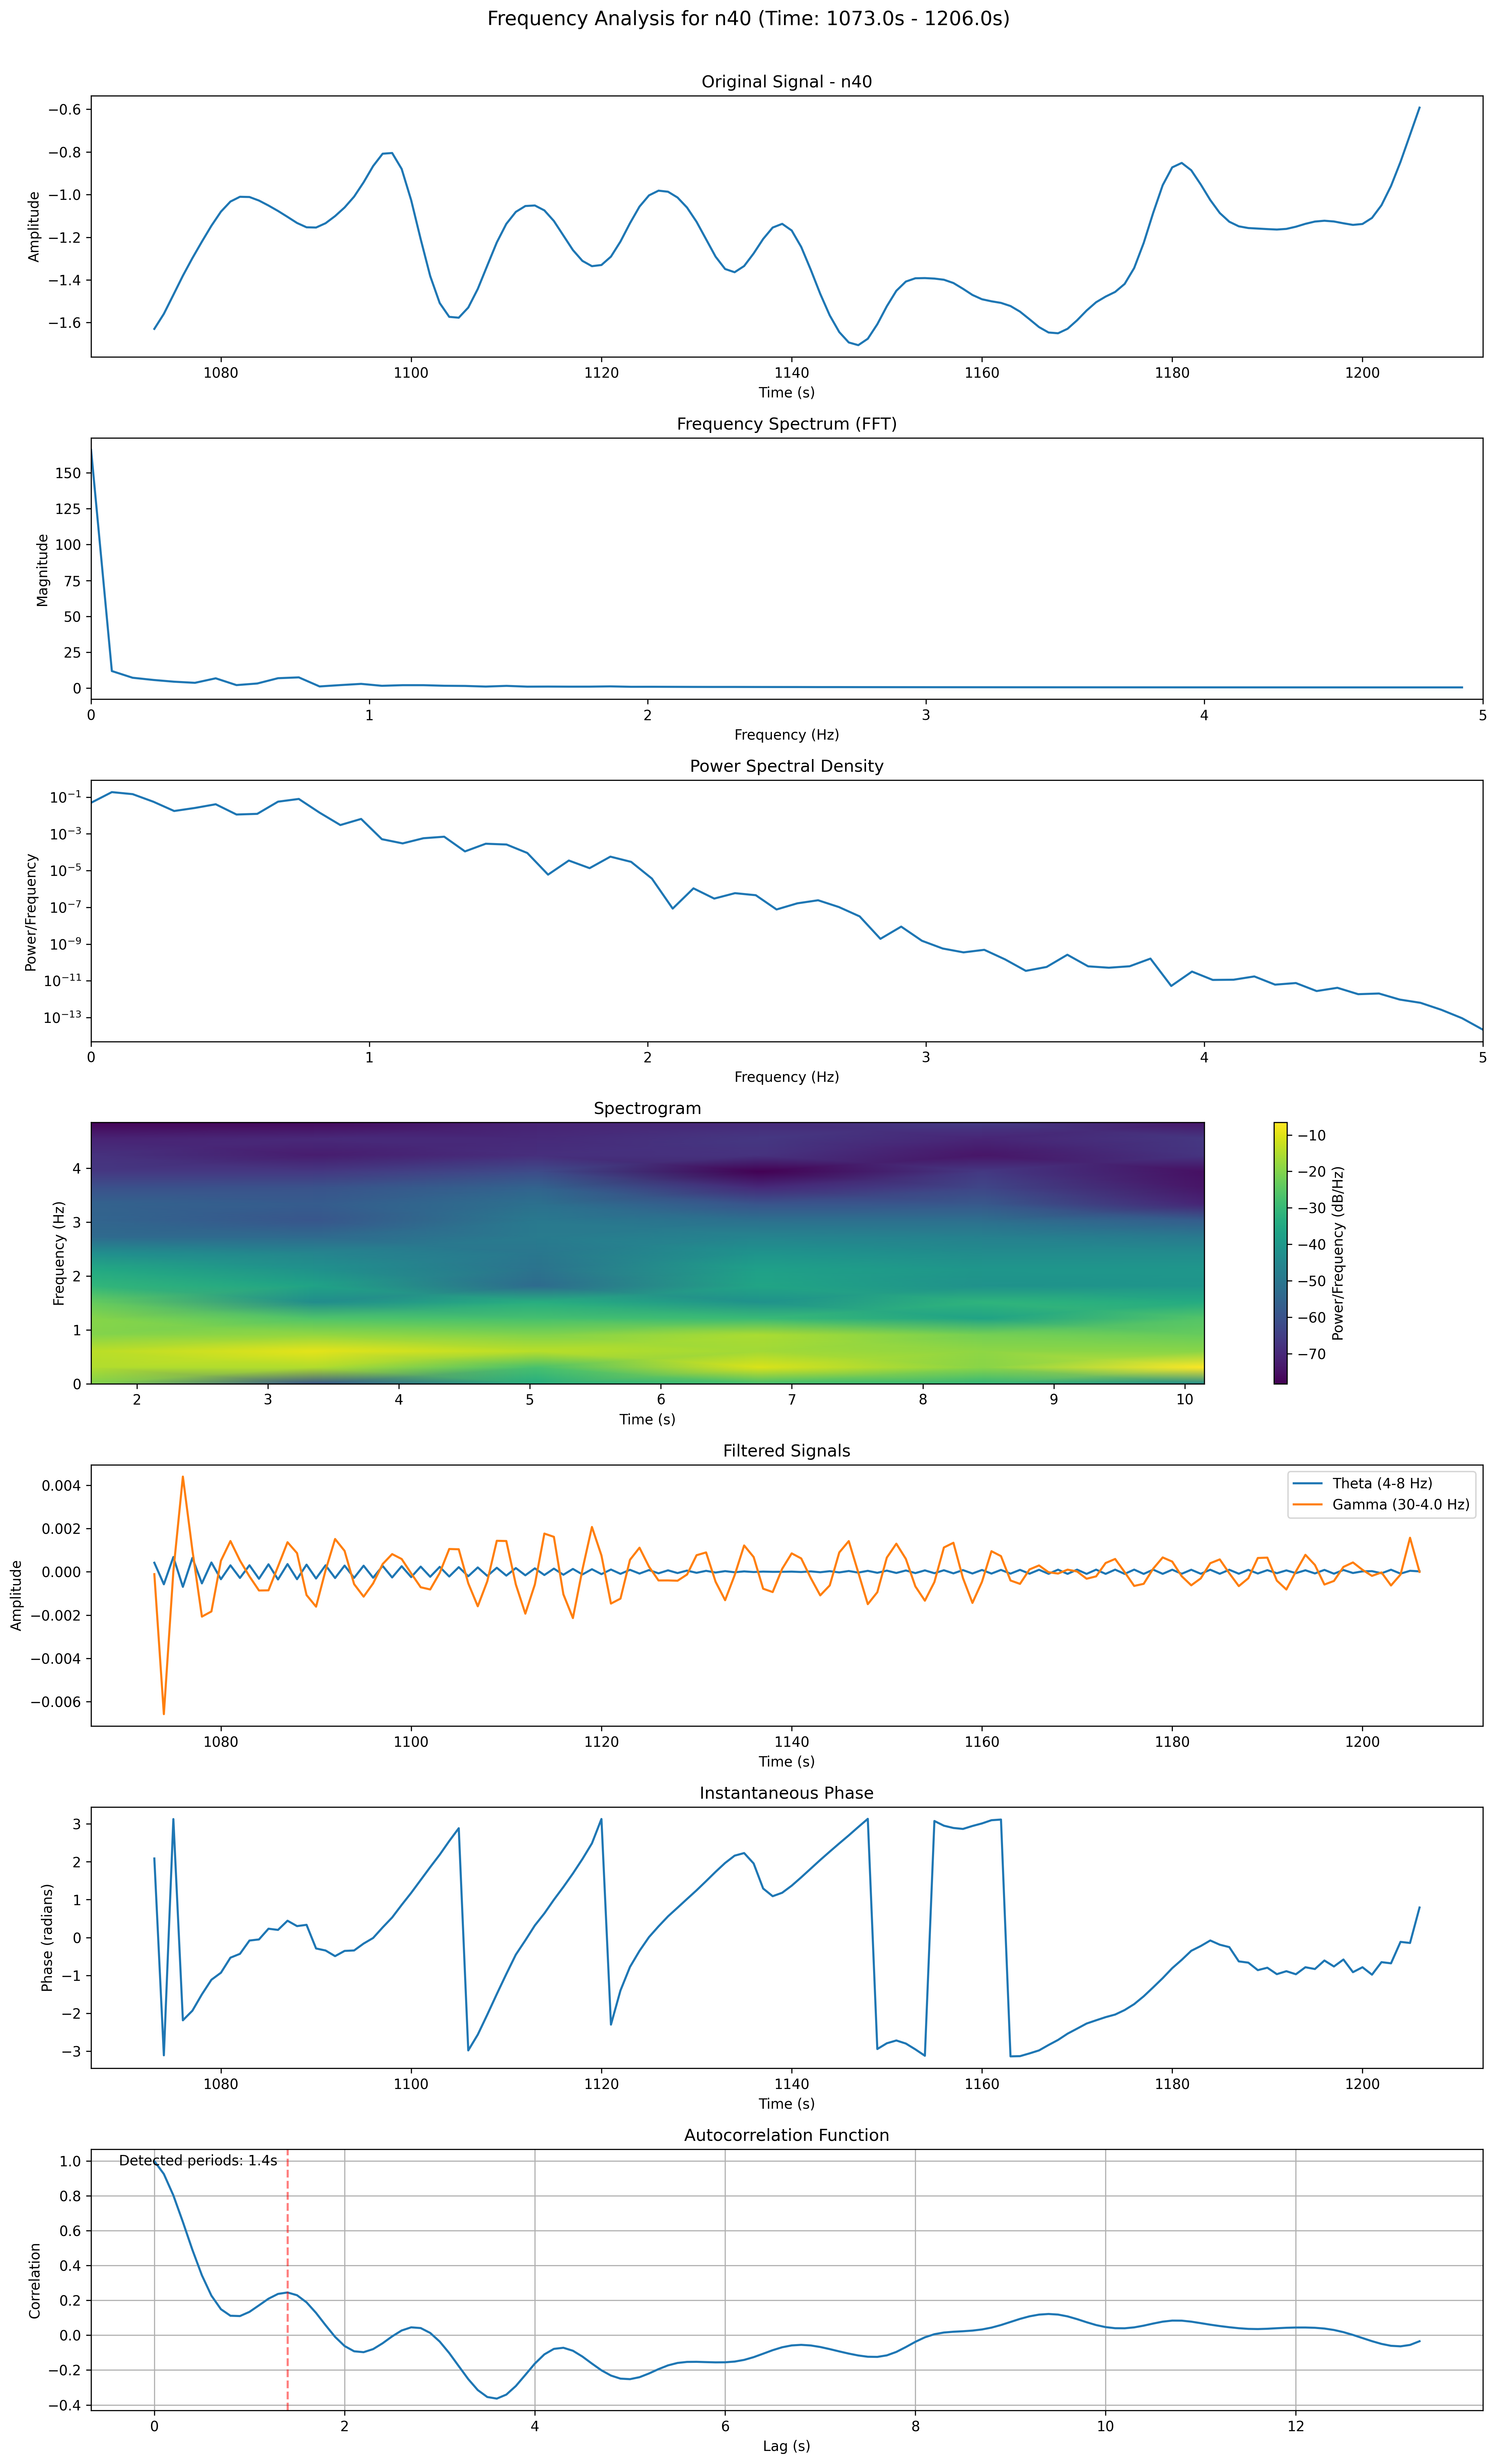 Frequency Analysis for n40 (Time: 1073.0s - 1206.0s)
Original Signal - n40
−0.6
−0.8
−1.0
−1.2
−1.4
−1.6
Amplitude
1080 1100 1120 1140 1160 1180 1200
Time (s)
Frequency Spectrum (FFT)
150
125
100
75
50
25
0
Magnitude
0 1 2 3 4 5
Frequency (Hz)
Power Spectral Density
10⁻¹
10⁻³
10⁻⁵
10⁻⁷
10⁻⁹
10⁻¹¹
10⁻¹³
Power/Frequency
0 1 2 3 4 5
Frequency (Hz)
Spectrogram
4
3
2
1
0
Frequency (Hz)
2 3 4 5 6 7 8 9 10
Time (s)
−10
−20
−30
−40
−50
−60
−70
Power/Frequency (dB/Hz)
Filtered Signals
Theta (4-8 Hz)
Gamma (30-4.0 Hz)
0.004
0.002
0.000
−0.002
−0.004
−0.006
Amplitude
1080 1100 1120 1140 1160 1180 1200
Time (s)
Instantaneous Phase
3
2
1
0
−1
−2
−3
Phase (radians)
1080 1100 1120 1140 1160 1180 1200
Time (s)
Autocorrelation Function
Detected periods: 1.4s
1.0
0.8
0.6
0.4
0.2
0.0
−0.2
−0.4
Correlation
0 2 4 6 8 10 12
Lag (s)